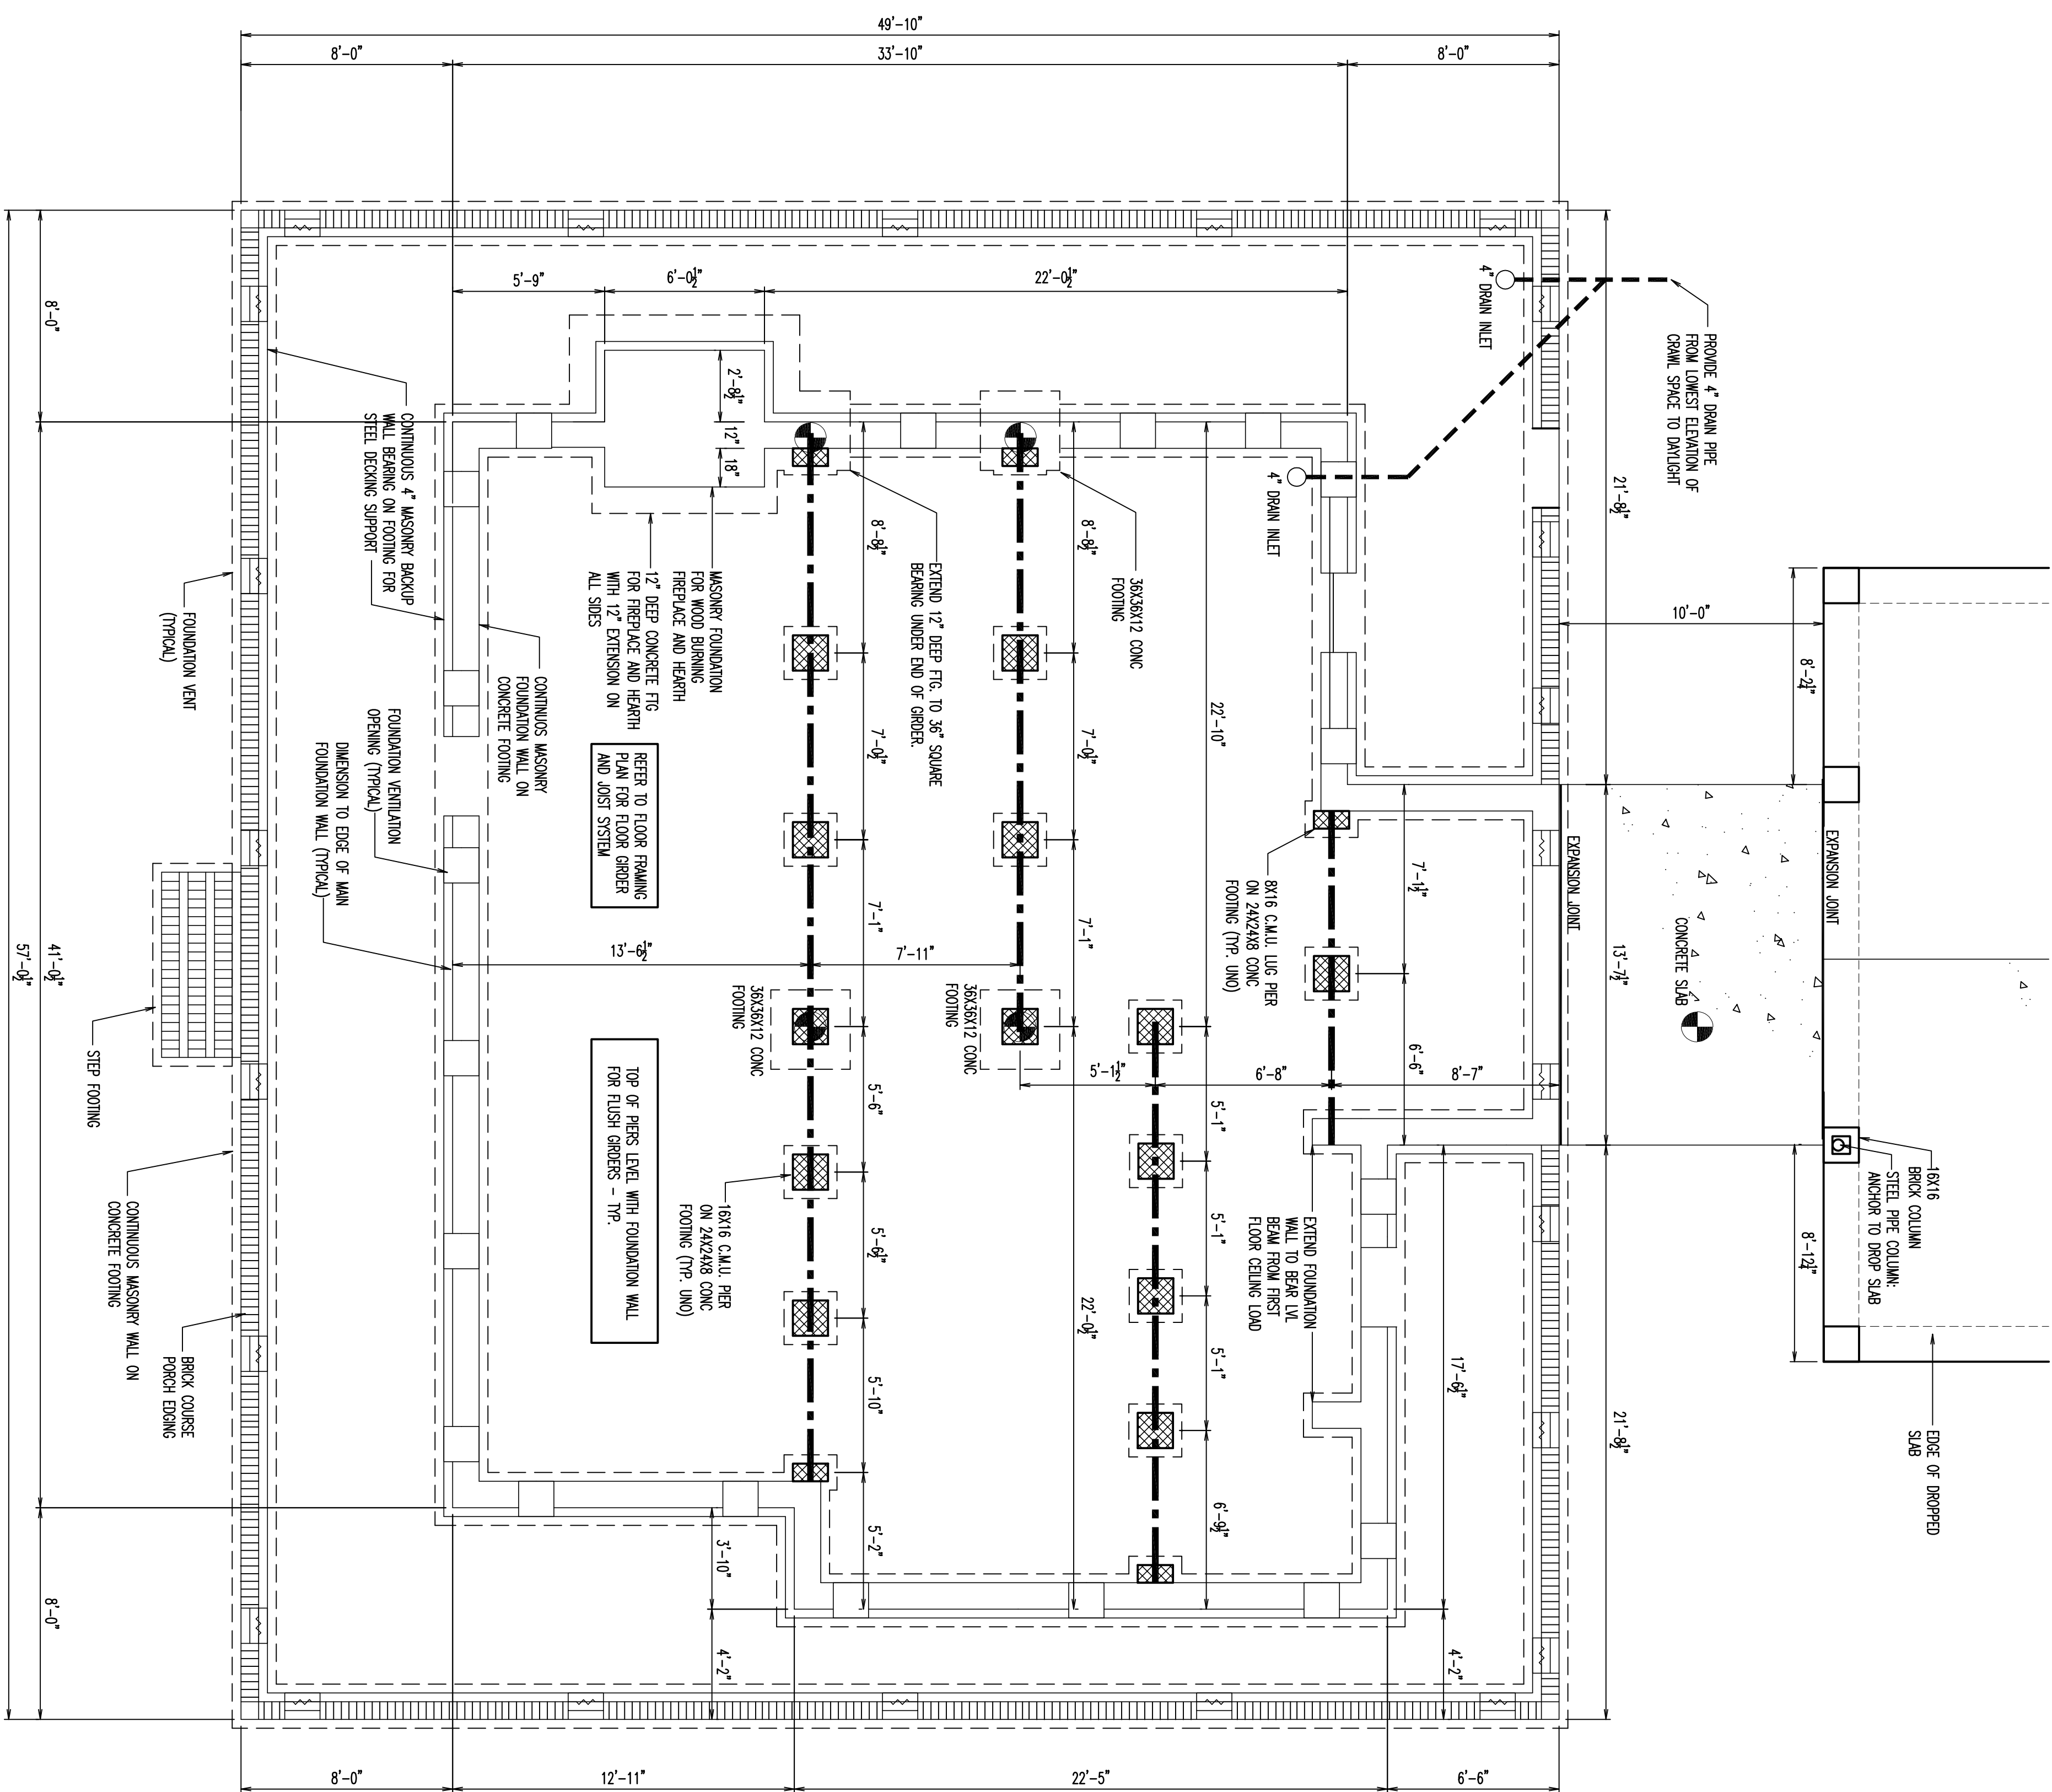 49'-10"
8'-0"
33'-10"
8'-0"
5'-9"
6'-0½"
22'-0½"
4" DRAIN INLET
PROVIDE 4" DRAIN PIPE
FROM LOWEST ELEVATION OF
CRAWL SPACE TO DAYLIGHT
4" DRAIN INLET
21'-8½"
10'-0"
8'-2¼"
EXPANSION JOINT
EXPANSION JOINT
CONCRETE SLAB
13'-7½"
16X16
BRICK COLUMN
STEEL PIPE COLUMN:
ANCHOR TO DROP SLAB
EDGE OF DROPPED
SLAB
21'-8½"
2'-8½"
12"
18"
8'-8½"
7'-0½"
7'-1"
5'-6"
5'-6½"
5'-10"
5'-2"
8'-8½"
7'-0½"
7'-1"
22'-0½"
22'-10"
5'-1"
5'-1"
5'-1"
6'-9½"
7'-1½"
6'-6"
17'-6½"
4'-2"
36X36X12 CONC
FOOTING
EXTEND 12" DEEP FTG. TO 36" SQUARE
BEARING UNDER END OF GIRDER.
MASONRY FOUNDATION
FOR WOOD BURNING
FIREPLACE AND HEARTH
12" DEEP CONCRETE FTG
FOR FIREPLACE AND HEARTH
WITH 12" EXTENSION ON
ALL SIDES
8X16 C.M.U. LUG PIER
ON 24X24X8 CONC
FOOTING (TYP. UNO)
EXTEND FOUNDATION
WALL TO BEAR LVL
BEAM FROM FIRST
FLOOR CEILING LOAD
13'-6½"
7'-11"
5'-1½"
6'-8"
8'-7"
36X36X12 CONC
FOOTING
36X36X12 CONC
FOOTING
16X16 C.M.U. PIER
ON 24X24X8 CONC
FOOTING (TYP. UNO)
REFER TO FLOOR FRAMING
PLAN FOR FLOOR GIRDER
AND JOIST SYSTEM
TOP OF PIERS LEVEL WITH FOUNDATION WALL
FOR FLUSH GIRDERS - TYP.
CONTINUOS MASONRY
FOUNDATION WALL ON
CONCRETE FOOTING
CONTINUOUS 4" MASONRY BACKUP
WALL BEARING ON FOOTING FOR
STEEL DECKING SUPPORT
FOUNDATION VENTILATION
OPENING (TYPICAL)
DIMENSION TO EDGE OF MAIN
FOUNDATION WALL (TYPICAL)
3'-10"
4'-2"
FOUNDATION VENT
(TYPICAL)
STEP FOOTING
CONTINUOUS MASONRY WALL ON
CONCRETE FOOTING
BRICK COURSE
PORCH EDGING
8'-0"
41'-0½"
8'-0"
57'-0½"
8'-0"
12'-11"
22'-5"
6'-6"